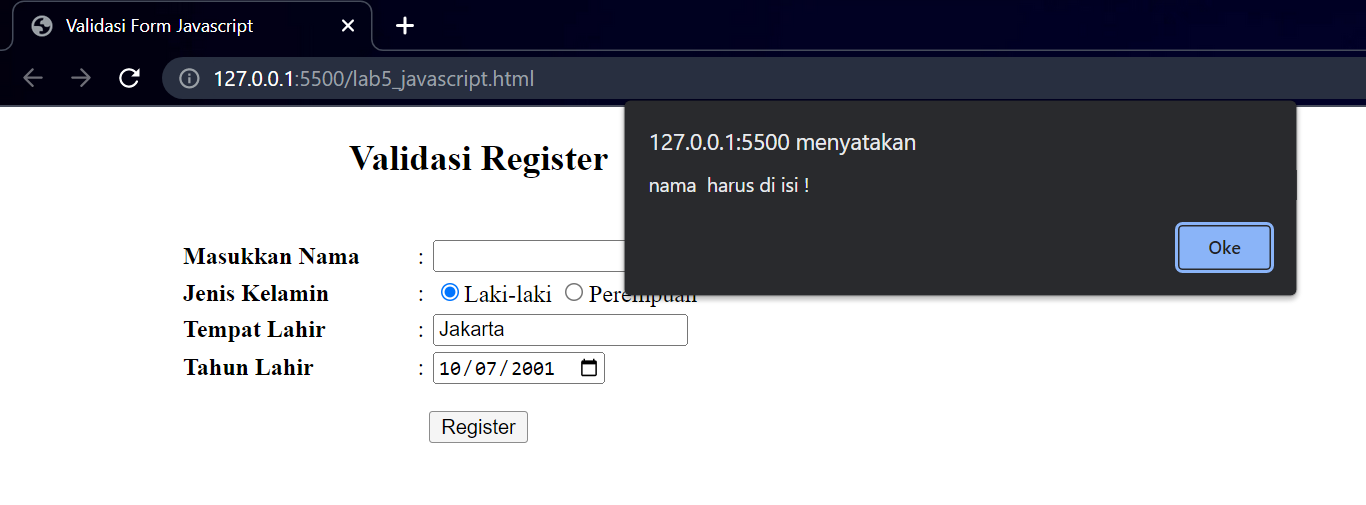 Validasi Form Javascript
127.0.0.1:5500/lab5_javascript.html
127.0.0.1:5500 menyatakan
nama  harus di isi !
Oke
Validasi Register
Masukkan Nama :
Jenis Kelamin : Laki-laki Perempuan
Tempat Lahir : Jakarta
Tahun Lahir : 10/07/2001
Register